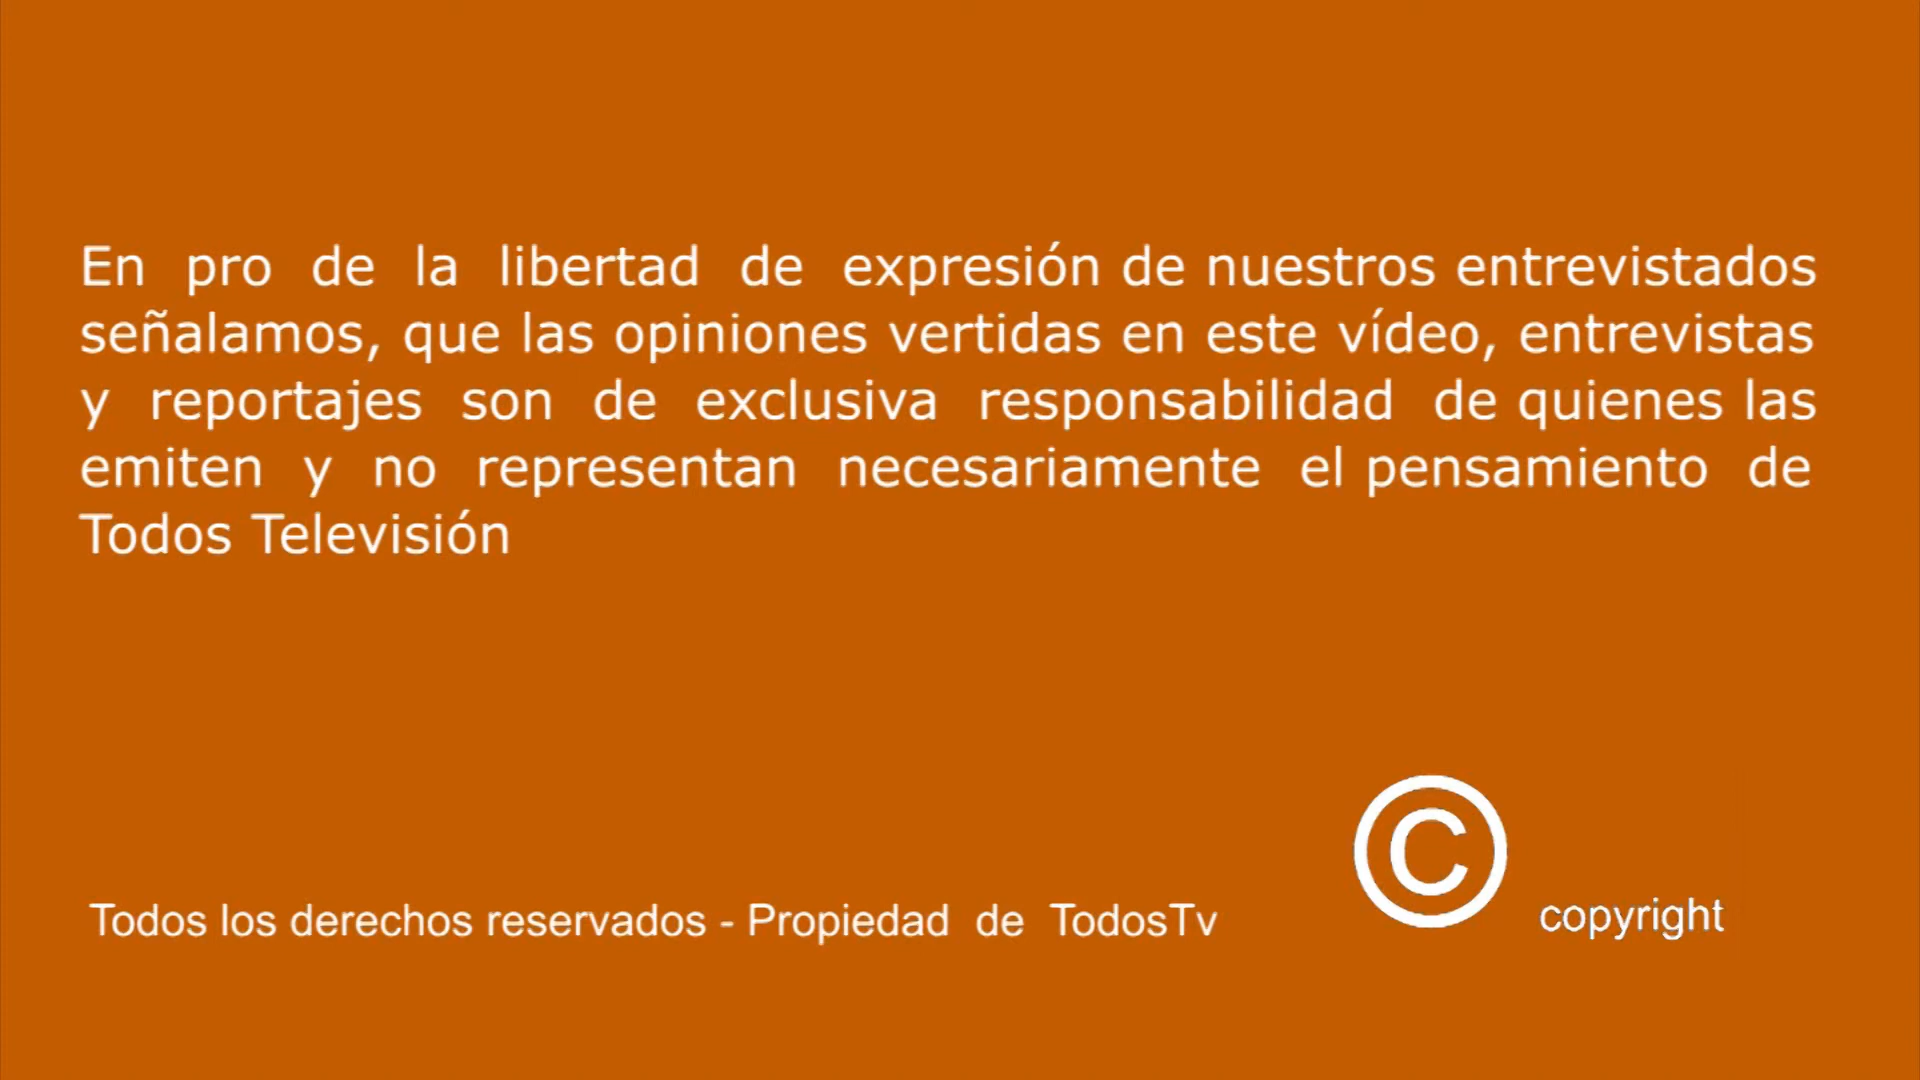 En pro de la libertad de expresión de nuestros entrevistados
señalamos, que las opiniones vertidas en este vídeo, entrevistas
y reportajes son de exclusiva responsabilidad de quienes las
emiten y no representan necesariamente el pensamiento de
Todos Televisión
©
Todos los derechos reservados - Propiedad de TodosTv copyright